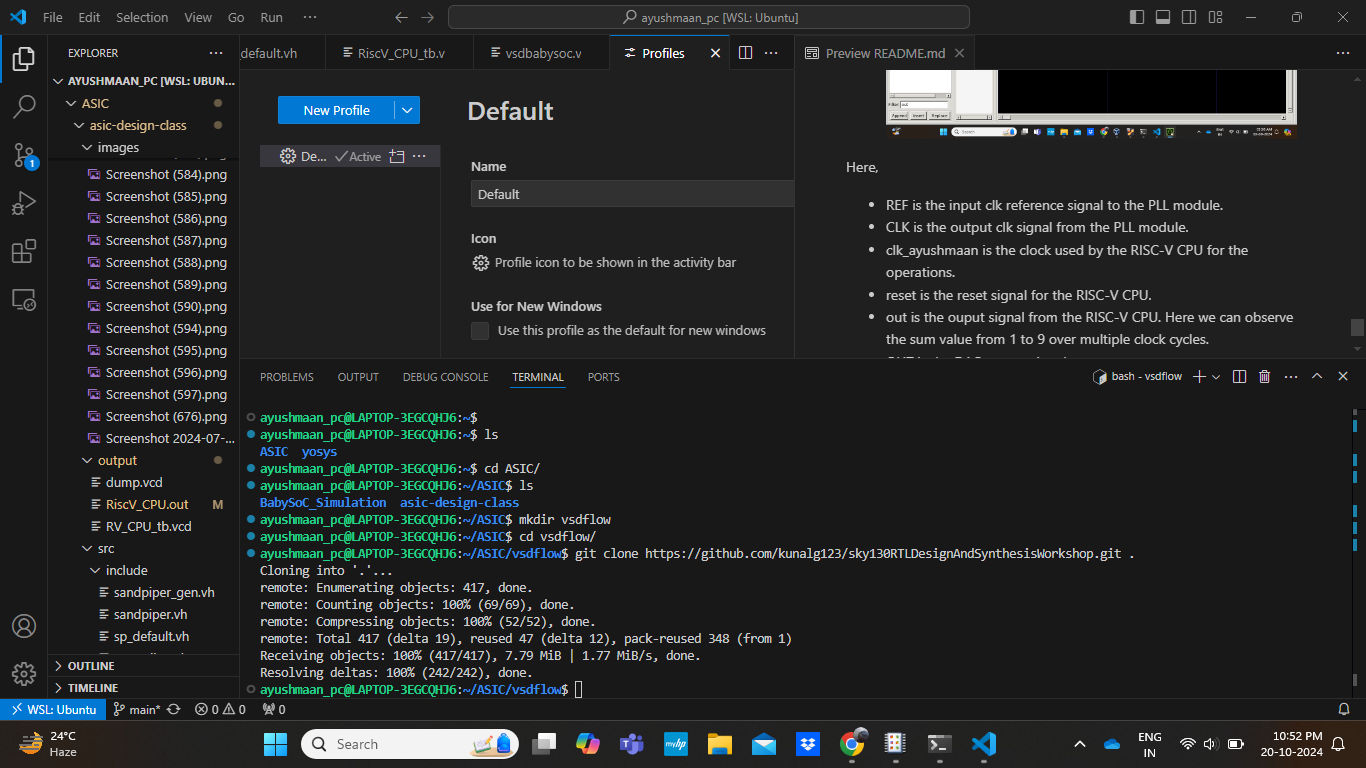 File Edit Selection View Go Run ··· ayushmaan_pc [WSL: Ubuntu]
EXPLORER ···
AYUSHMAAN_PC [WSL: UBUN...
ASIC
asic-design-class
images
Screenshot (584).png
Screenshot (585).png
Screenshot (586).png
Screenshot (587).png
Screenshot (588).png
Screenshot (589).png
Screenshot (590).png
Screenshot (594).png
Screenshot (595).png
Screenshot (596).png
Screenshot (597).png
Screenshot (676).png
Screenshot 2024-07-...
output
dump.vcd
RiscV_CPU.out M
RV_CPU_tb.vcd
src
include
sandpiper_gen.vh
sandpiper.vh
sp_default.vh
OUTLINE
TIMELINE
1
default.vh RiscV_CPU_tb.v vsdbabysoc.v Profiles ···
New Profile
De... Active ···
Default
Name
Default
Icon
Profile icon to be shown in the activity bar
Use for New Windows
Use this profile as the default for new windows
Preview README.md ···
Here,
• REF is the input clk reference signal to the PLL module.
• CLK is the output clk signal from the PLL module.
• clk_ayushmaan is the clock used by the RISC-V CPU for the
operations.
• reset is the reset signal for the RISC-V CPU.
• out is the ouput signal from the RISC-V CPU. Here we can observe
the sum value from 1 to 9 over multiple clock cycles.
PROBLEMS OUTPUT DEBUG CONSOLE TERMINAL PORTS bash - vsdflow ···
ayushmaan_pc@LAPTOP-3EGCQHJ6:~$
ayushmaan_pc@LAPTOP-3EGCQHJ6:~$ ls
ASIC yosys
ayushmaan_pc@LAPTOP-3EGCQHJ6:~$ cd ASIC/
ayushmaan_pc@LAPTOP-3EGCQHJ6:~/ASIC$ ls
BabySoC_Simulation asic-design-class
ayushmaan_pc@LAPTOP-3EGCQHJ6:~/ASIC$ mkdir vsdflow
ayushmaan_pc@LAPTOP-3EGCQHJ6:~/ASIC$ cd vsdflow/
ayushmaan_pc@LAPTOP-3EGCQHJ6:~/ASIC/vsdflow$ git clone https://github.com/kunalg123/sky130RTLDesignAndSynthesisWorkshop.git .
Cloning into '.'...
remote: Enumerating objects: 417, done.
remote: Counting objects: 100% (69/69), done.
remote: Compressing objects: 100% (52/52), done.
remote: Total 417 (delta 19), reused 47 (delta 12), pack-reused 348 (from 1)
Receiving objects: 100% (417/417), 7.79 MiB | 1.77 MiB/s, done.
Resolving deltas: 100% (242/242), done.
ayushmaan_pc@LAPTOP-3EGCQHJ6:~/ASIC/vsdflow$
WSL: Ubuntu main* 0 0 0
24°C
Haze
Search
ENG
IN
10:52 PM
20-10-2024